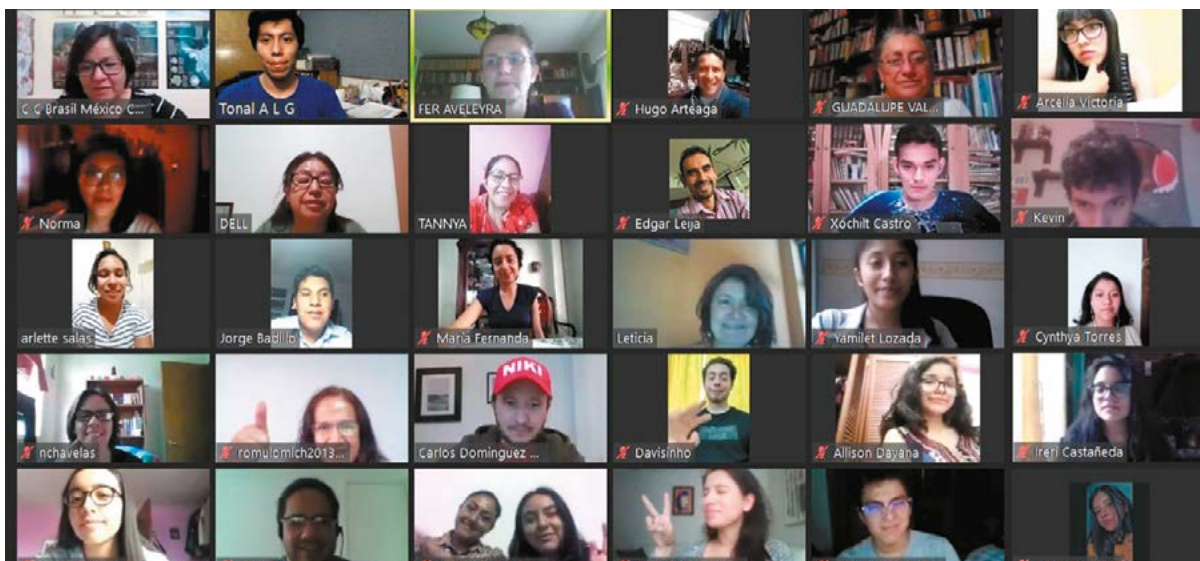 C C Brasil México C...
Tonal A L G
FER AVELEYRA
Hugo Arteaga
GUADALUPE VAL...
Arcelia Victoria
Norma
DELL
TANNYA
Edgar Leija
Xóchilt Castro
Kevin
arlette salas
Jorge Badillo
María Fernanda
Leticia
Yamilet Lozada
Cynthya Torres
nchavelas
romulomich2013...
NIKI
Carlos Dominguez ...
Davisinho
Allison Dayana
Ireri Castañeda